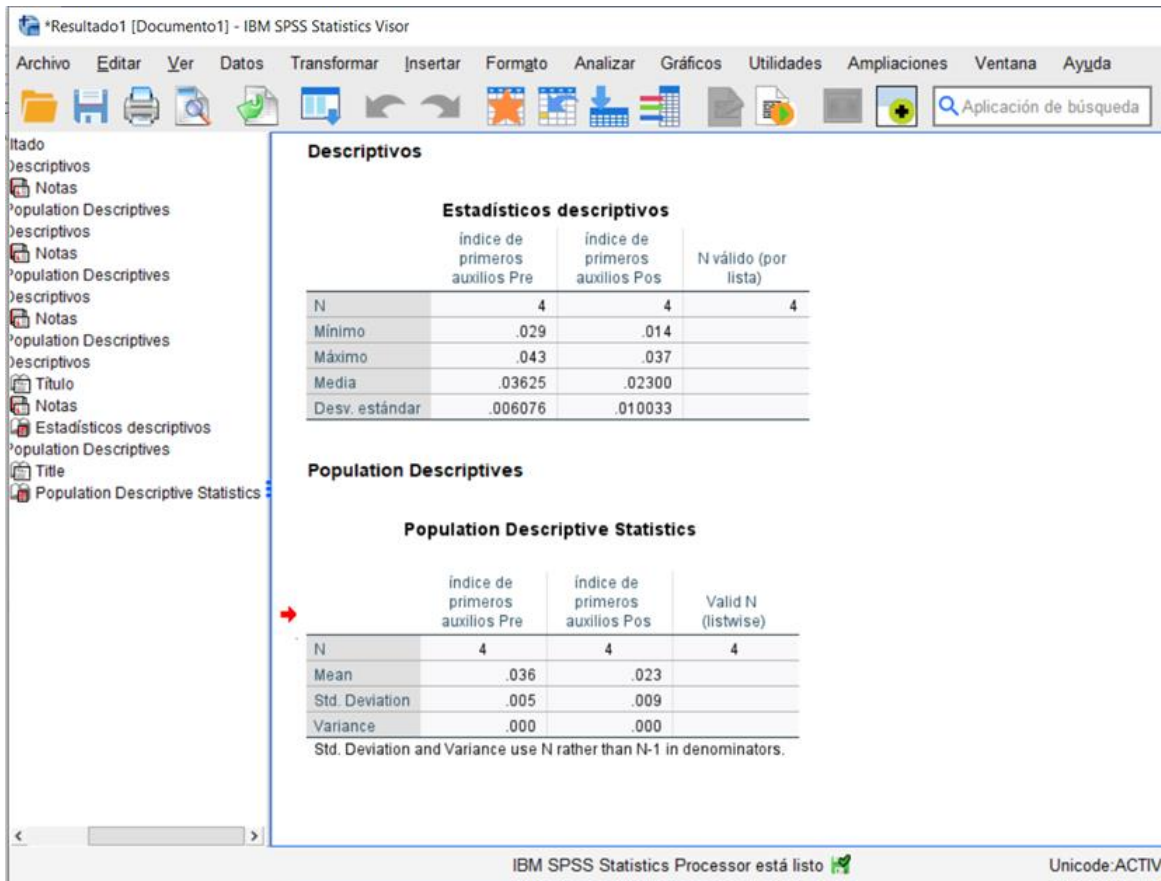 *Resultado1 [Documento1] - IBM SPSS Statistics Visor
Archivo Editar Ver Datos Transformar Insertar Formato Analizar Gráficos Utilidades Ampliaciones Ventana Ayuda
Aplicación de búsqueda
ltado
Descriptivos
Notas
Population Descriptives
Descriptivos
Notas
Population Descriptives
Descriptivos
Notas
Population Descriptives
Descriptivos
Título
Notas
Estadísticos descriptivos
Population Descriptives
Title
Population Descriptive Statistics
Descriptivos
Estadísticos descriptivos
índice de primeros auxilios Pre índice de primeros auxilios Pos N válido (por lista)
N 4 4 4
Mínimo .029 .014
Máximo .043 .037
Media .03625 .02300
Desv. estándar .006076 .010033
Population Descriptives
Population Descriptive Statistics
índice de primeros auxilios Pre índice de primeros auxilios Pos Valid N (listwise)
N 4 4 4
Mean .036 .023
Std. Deviation .005 .009
Variance .000 .000
Std. Deviation and Variance use N rather than N-1 in denominators.
IBM SPSS Statistics Processor está listo Unicode:ACTIV